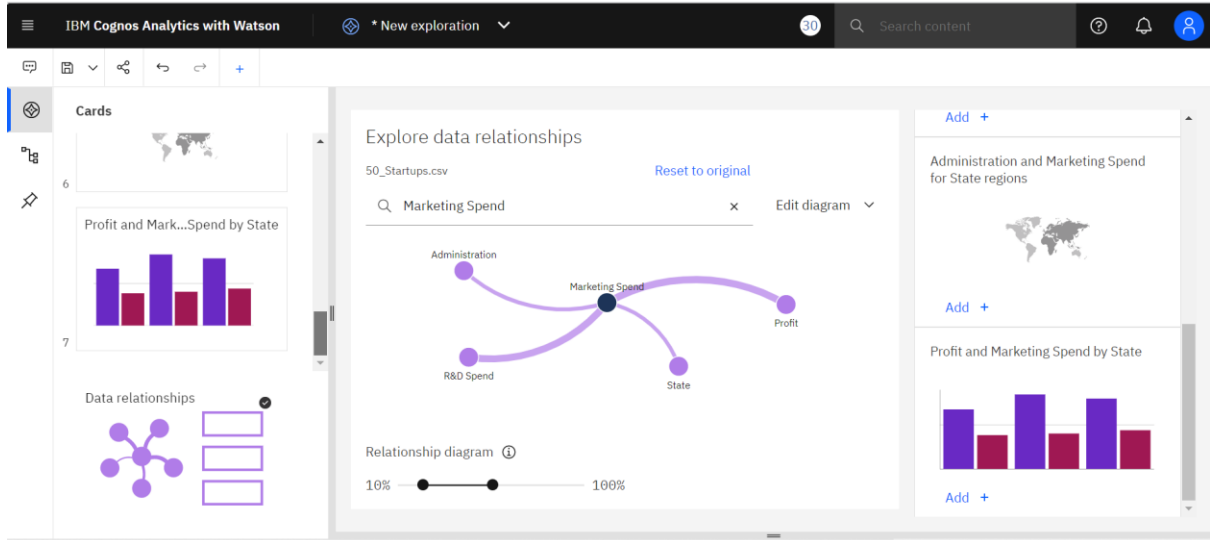 IBM Cognos Analytics with Watson
* New exploration
30
Search content
Cards
6
Profit and Mark...Spend by State
7
Data relationships
Explore data relationships
50_Startups.csv
Reset to original
Marketing Spend
Edit diagram
Administration
Marketing Spend
Profit
R&D Spend
State
Relationship diagram
10%
100%
Add +
Administration and Marketing Spend
for State regions
Add +
Profit and Marketing Spend by State
Add +